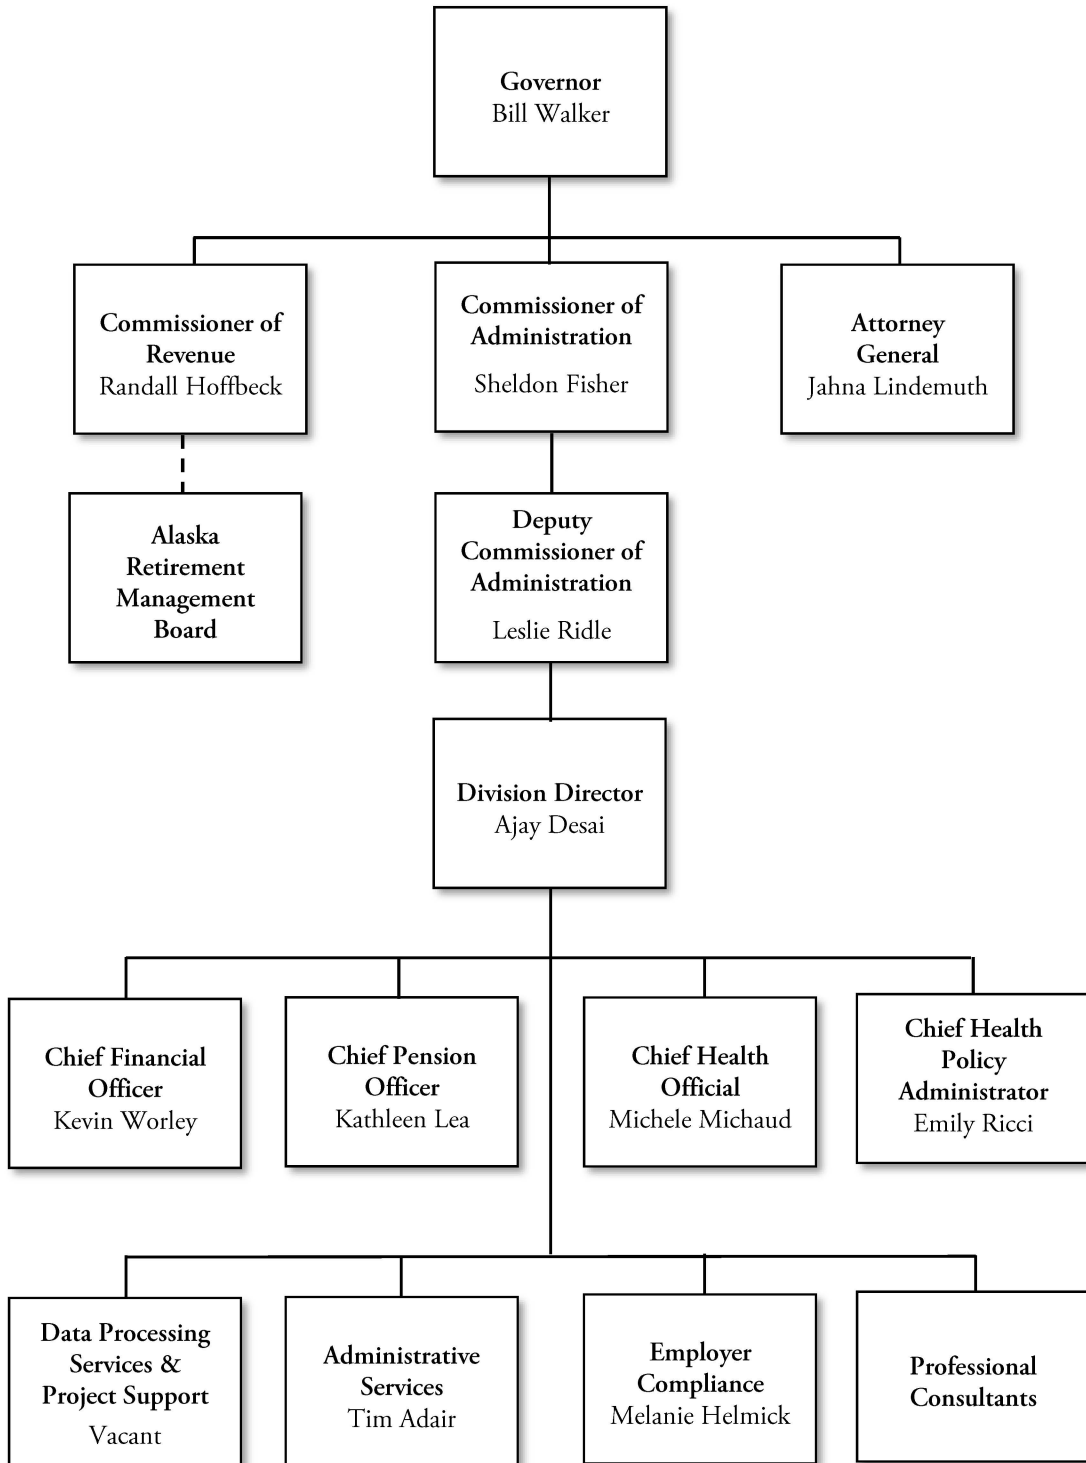 Governor
Bill Walker
Commissioner of
Revenue
Randall Hoffbeck
Commissioner of
Administration
Sheldon Fisher
Attorney
General
Jahna Lindemuth
Alaska
Retirement
Management
Board
Deputy
Commissioner of
Administration
Leslie Ridle
Division Director
Ajay Desai
Chief Financial
Officer
Kevin Worley
Chief Pension
Officer
Kathleen Lea
Chief Health
Official
Michele Michaud
Chief Health
Policy
Administrator
Emily Ricci
Data Processing
Services &
Project Support
Vacant
Administrative
Services
Tim Adair
Employer
Compliance
Melanie Helmick
Professional
Consultants